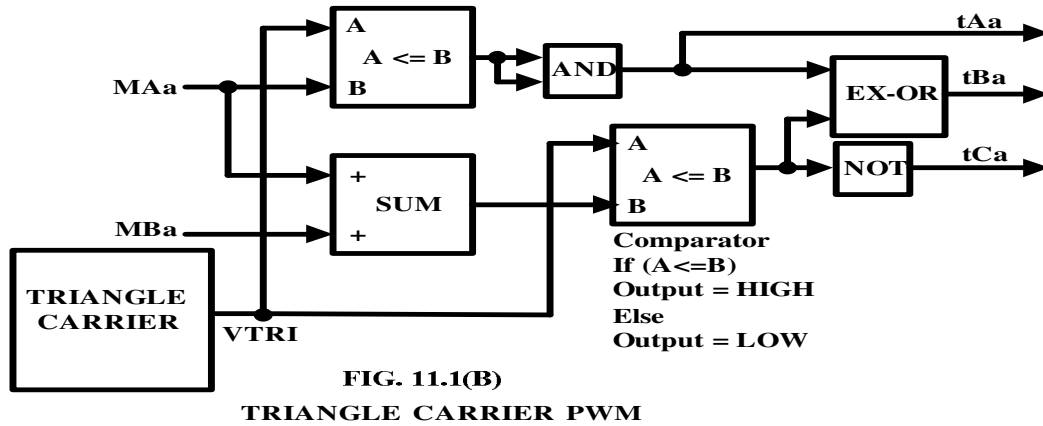 A
A <= B
B
MAa
AND
tAa
EX-OR
tBa
A
A <= B
B
NOT
tCa
+
SUM
+
MBa
TRIANGLE
CARRIER
VTRI
Comparator
If (A<=B)
Output = HIGH
Else
Output = LOW
FIG. 11.1(B)
TRIANGLE CARRIER PWM